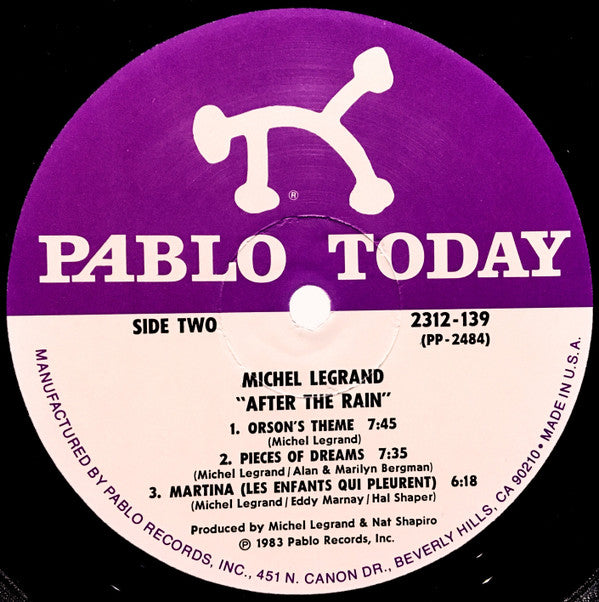 ®
PABLO TODAY
SIDE TWO
2312-139
(PP-2484)
MICHEL LEGRAND
"AFTER THE RAIN"
1. ORSON'S THEME 7:45
(Michel Legrand)
2. PIECES OF DREAMS 7:35
(Michel Legrand/Alan & Marilyn Bergman)
3. MARTINA (LES ENFANTS QUI PLEURENT) 6:18
(Michel Legrand/Eddy Marnay/Hal Shaper)
Produced by Michel Legrand & Nat Shapiro
℗ 1983 Pablo Records, Inc.
MANUFACTURED BY PABLO RECORDS, INC., 451 N. CANON DR., BEVERLY HILLS, CA 90210 • MADE IN U.S.A.